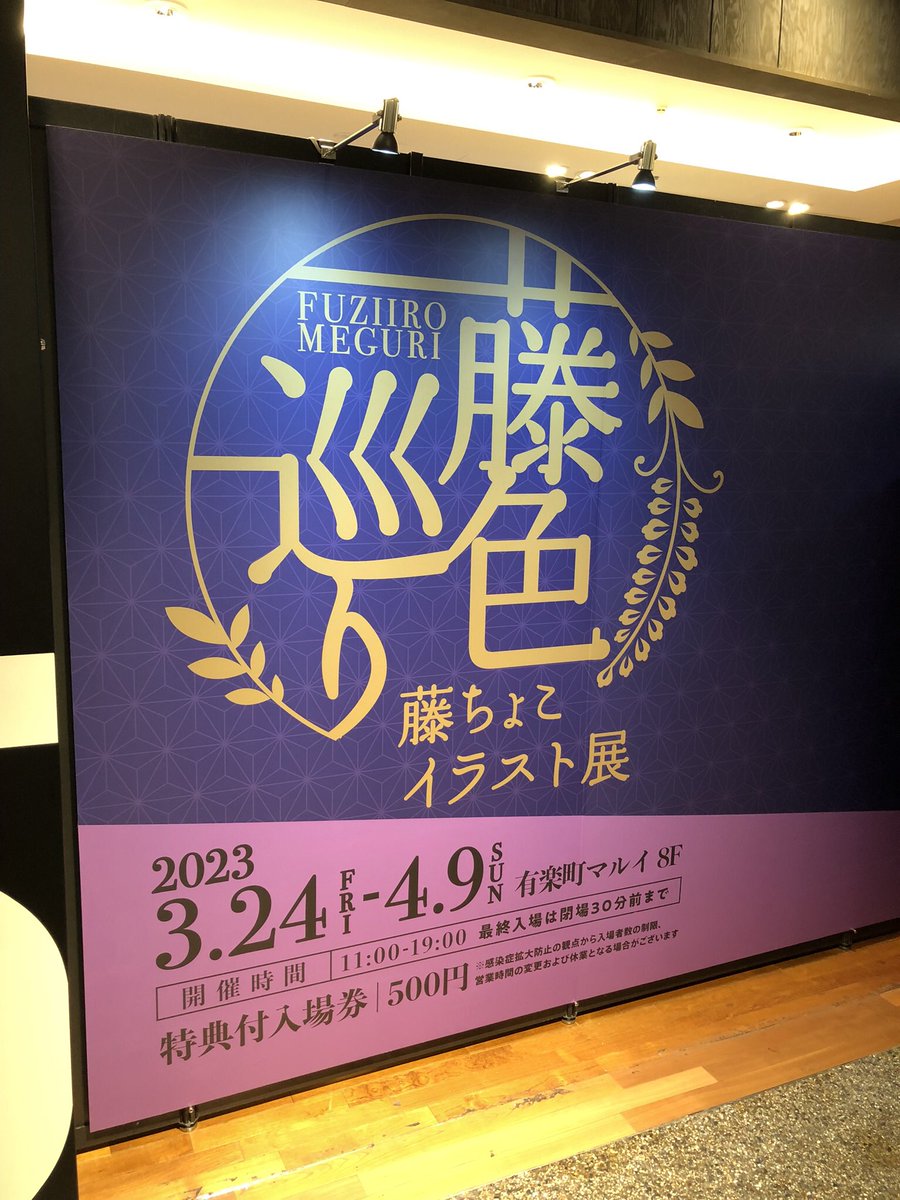 FUZIIRO
MEGURI
藤色
巡り
藤ちょこ
イラスト展
2023
3.24 FRI - 4.9 SUN 有楽町マルイ 8F
開催時間 11:00-19:00 最終入場は閉場30分前まで
特典付入場券 500円
※感染症拡大防止の観点から入場者数の制限、
営業時間の変更および休業となる場合がございます